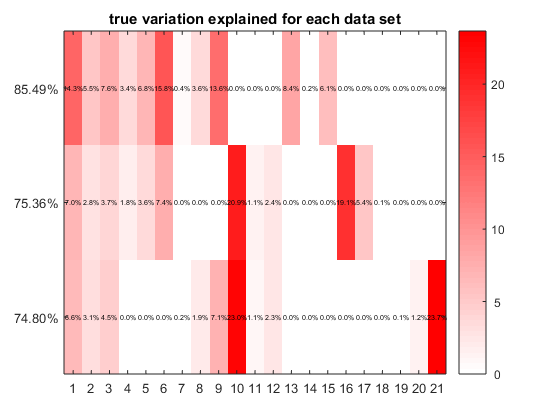 true variation explained for each data set
85.49% 14.3% 5.5% 7.6% 3.4% 6.8% 15.8% 0.4% 3.6% 13.6% 0.0% 0.0% 0.0% 8.4% 0.2% 6.1% 0.0% 0.0% 0.0% 0.0% 0.0% 0.0%
75.36% 7.0% 2.8% 3.7% 1.8% 3.6% 7.4% 0.0% 0.0% 0.0% 20.9% 1.1% 2.4% 0.0% 0.0% 0.0% 19.1% 5.4% 0.1% 0.0% 0.0% 0.0%
74.80% 6.6% 3.1% 4.5% 0.0% 0.0% 0.0% 0.2% 1.9% 7.1% 23.0% 1.1% 2.3% 0.0% 0.0% 0.0% 0.0% 0.0% 0.0% 0.1% 1.2% 23.7%
1 2 3 4 5 6 7 8 9 10 11 12 13 14 15 16 17 18 19 20 21
20
15
10
5
0